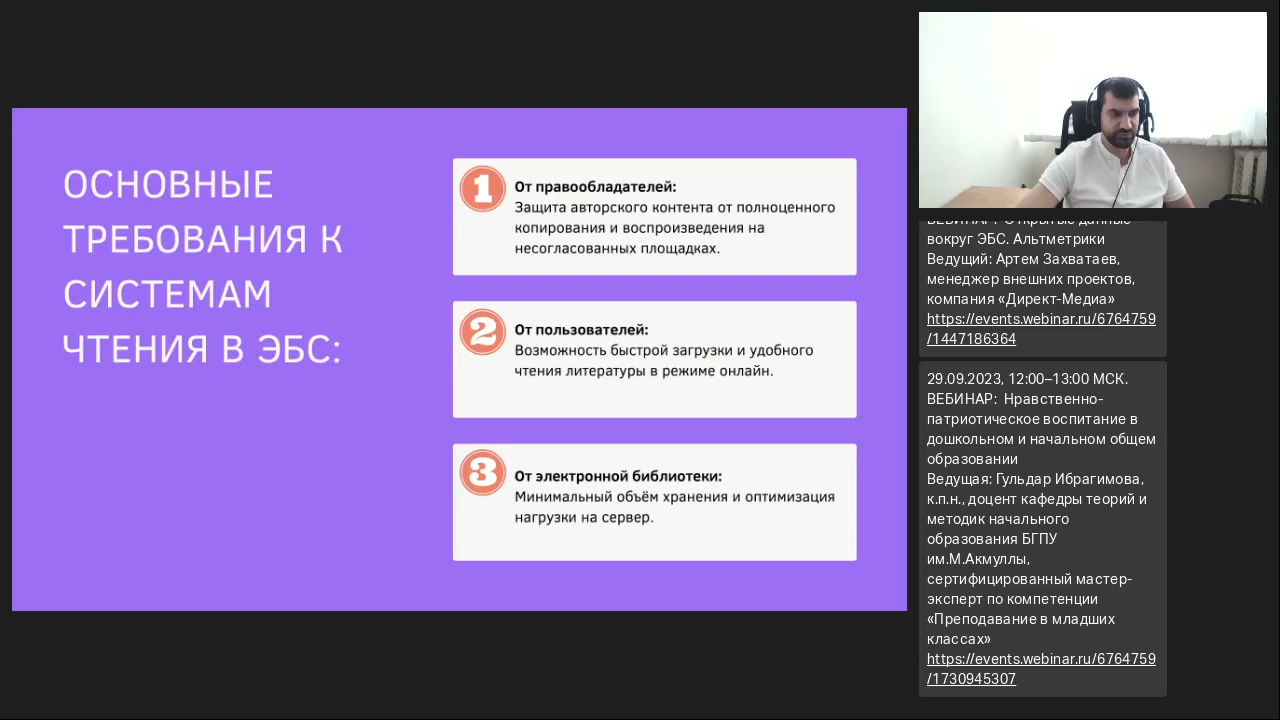 ОСНОВНЫЕ
ТРЕБОВАНИЯ К
СИСТЕМАМ
ЧТЕНИЯ В ЭБС:
1
От правообладателей:
Защита авторского контента от полноценного
копирования и воспроизведения на
несогласованных площадках.
2
От пользователей:
Возможность быстрой загрузки и удобного
чтения литературы в режиме онлайн.
3
От электронной библиотеки:
Минимальный объём хранения и оптимизация
нагрузки на сервер.
ВЕБИНАР: Открытые данные
вокруг ЭБС. Альтметрики
Ведущий: Артем Захватаев,
менеджер внешних проектов,
компания «Директ-Медиа»
https://events.webinar.ru/6764759
/1447186364
29.09.2023, 12:00–13:00 МСК.
ВЕБИНАР: Нравственно-
патриотическое воспитание в
дошкольном и начальном общем
образовании
Ведущая: Гульдар Ибрагимова,
к.п.н., доцент кафедры теорий и
методик начального
образования БГПУ
им.М.Акмуллы,
сертифицированный мастер-
эксперт по компетенции
«Преподавание в младших
классах»
https://events.webinar.ru/6764759
/1730945307